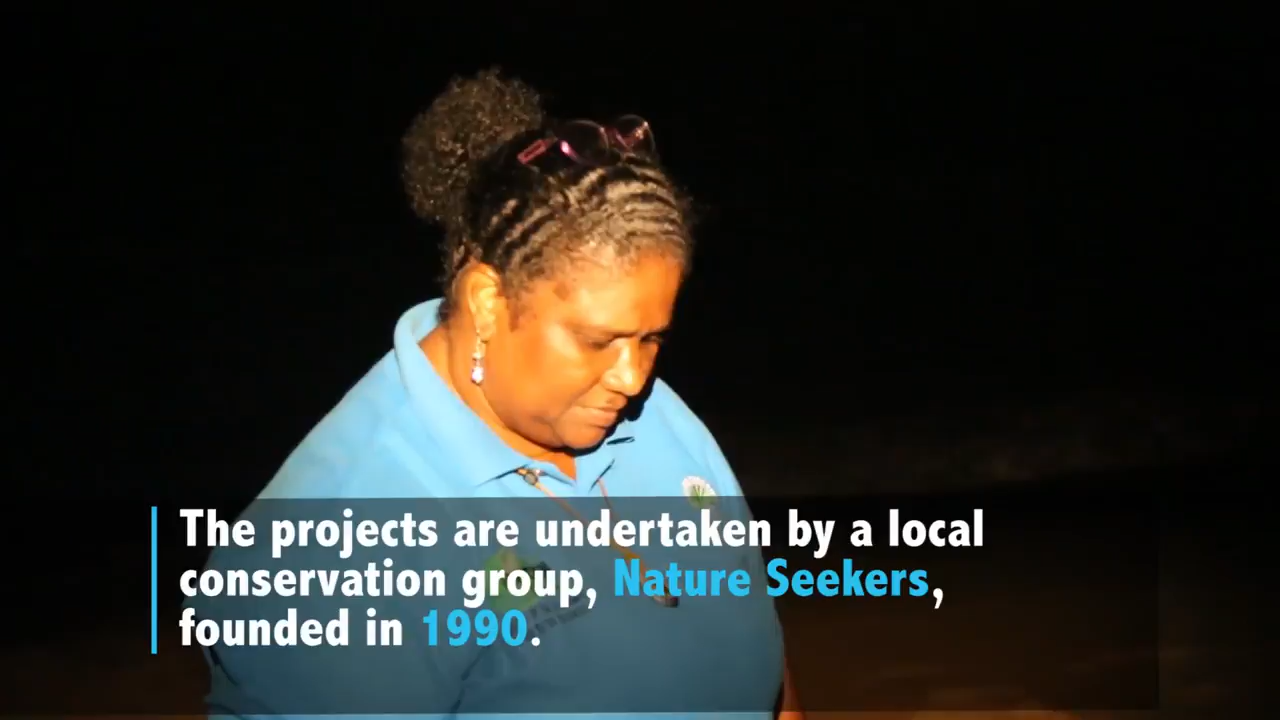 The projects are undertaken by a local
conservation group, Nature Seekers,
founded in 1990.